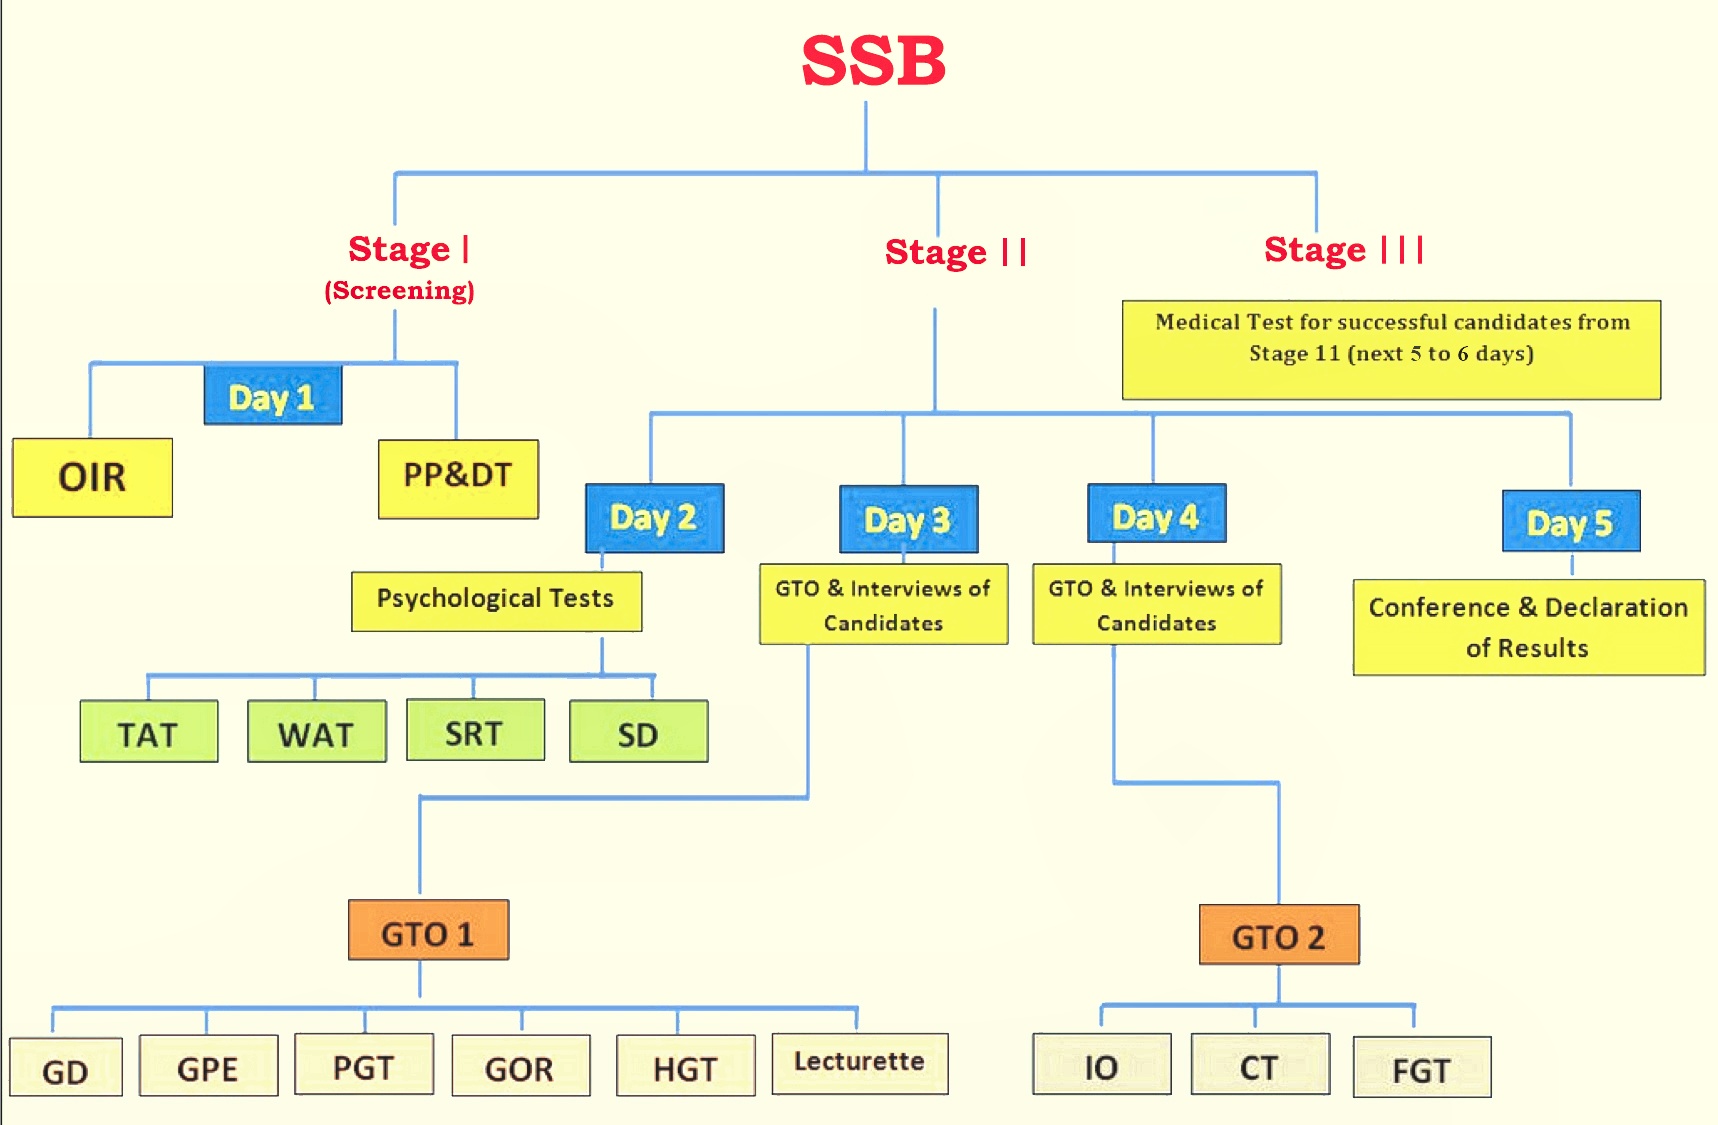 SSB
Stage |
(Screening)
Stage ||
Stage |||
Medical Test for successful candidates from
Stage 11 (next 5 to 6 days)
Day 1
OIR
PP&DT
Day 2
Day 3
Day 4
Day 5
Psychological Tests
GTO & Interviews of
Candidates
GTO & Interviews of
Candidates
Conference & Declaration
of Results
TAT
WAT
SRT
SD
GTO 1
GTO 2
GD
GPE
PGT
GOR
HGT
Lecturette
IO
CT
FGT